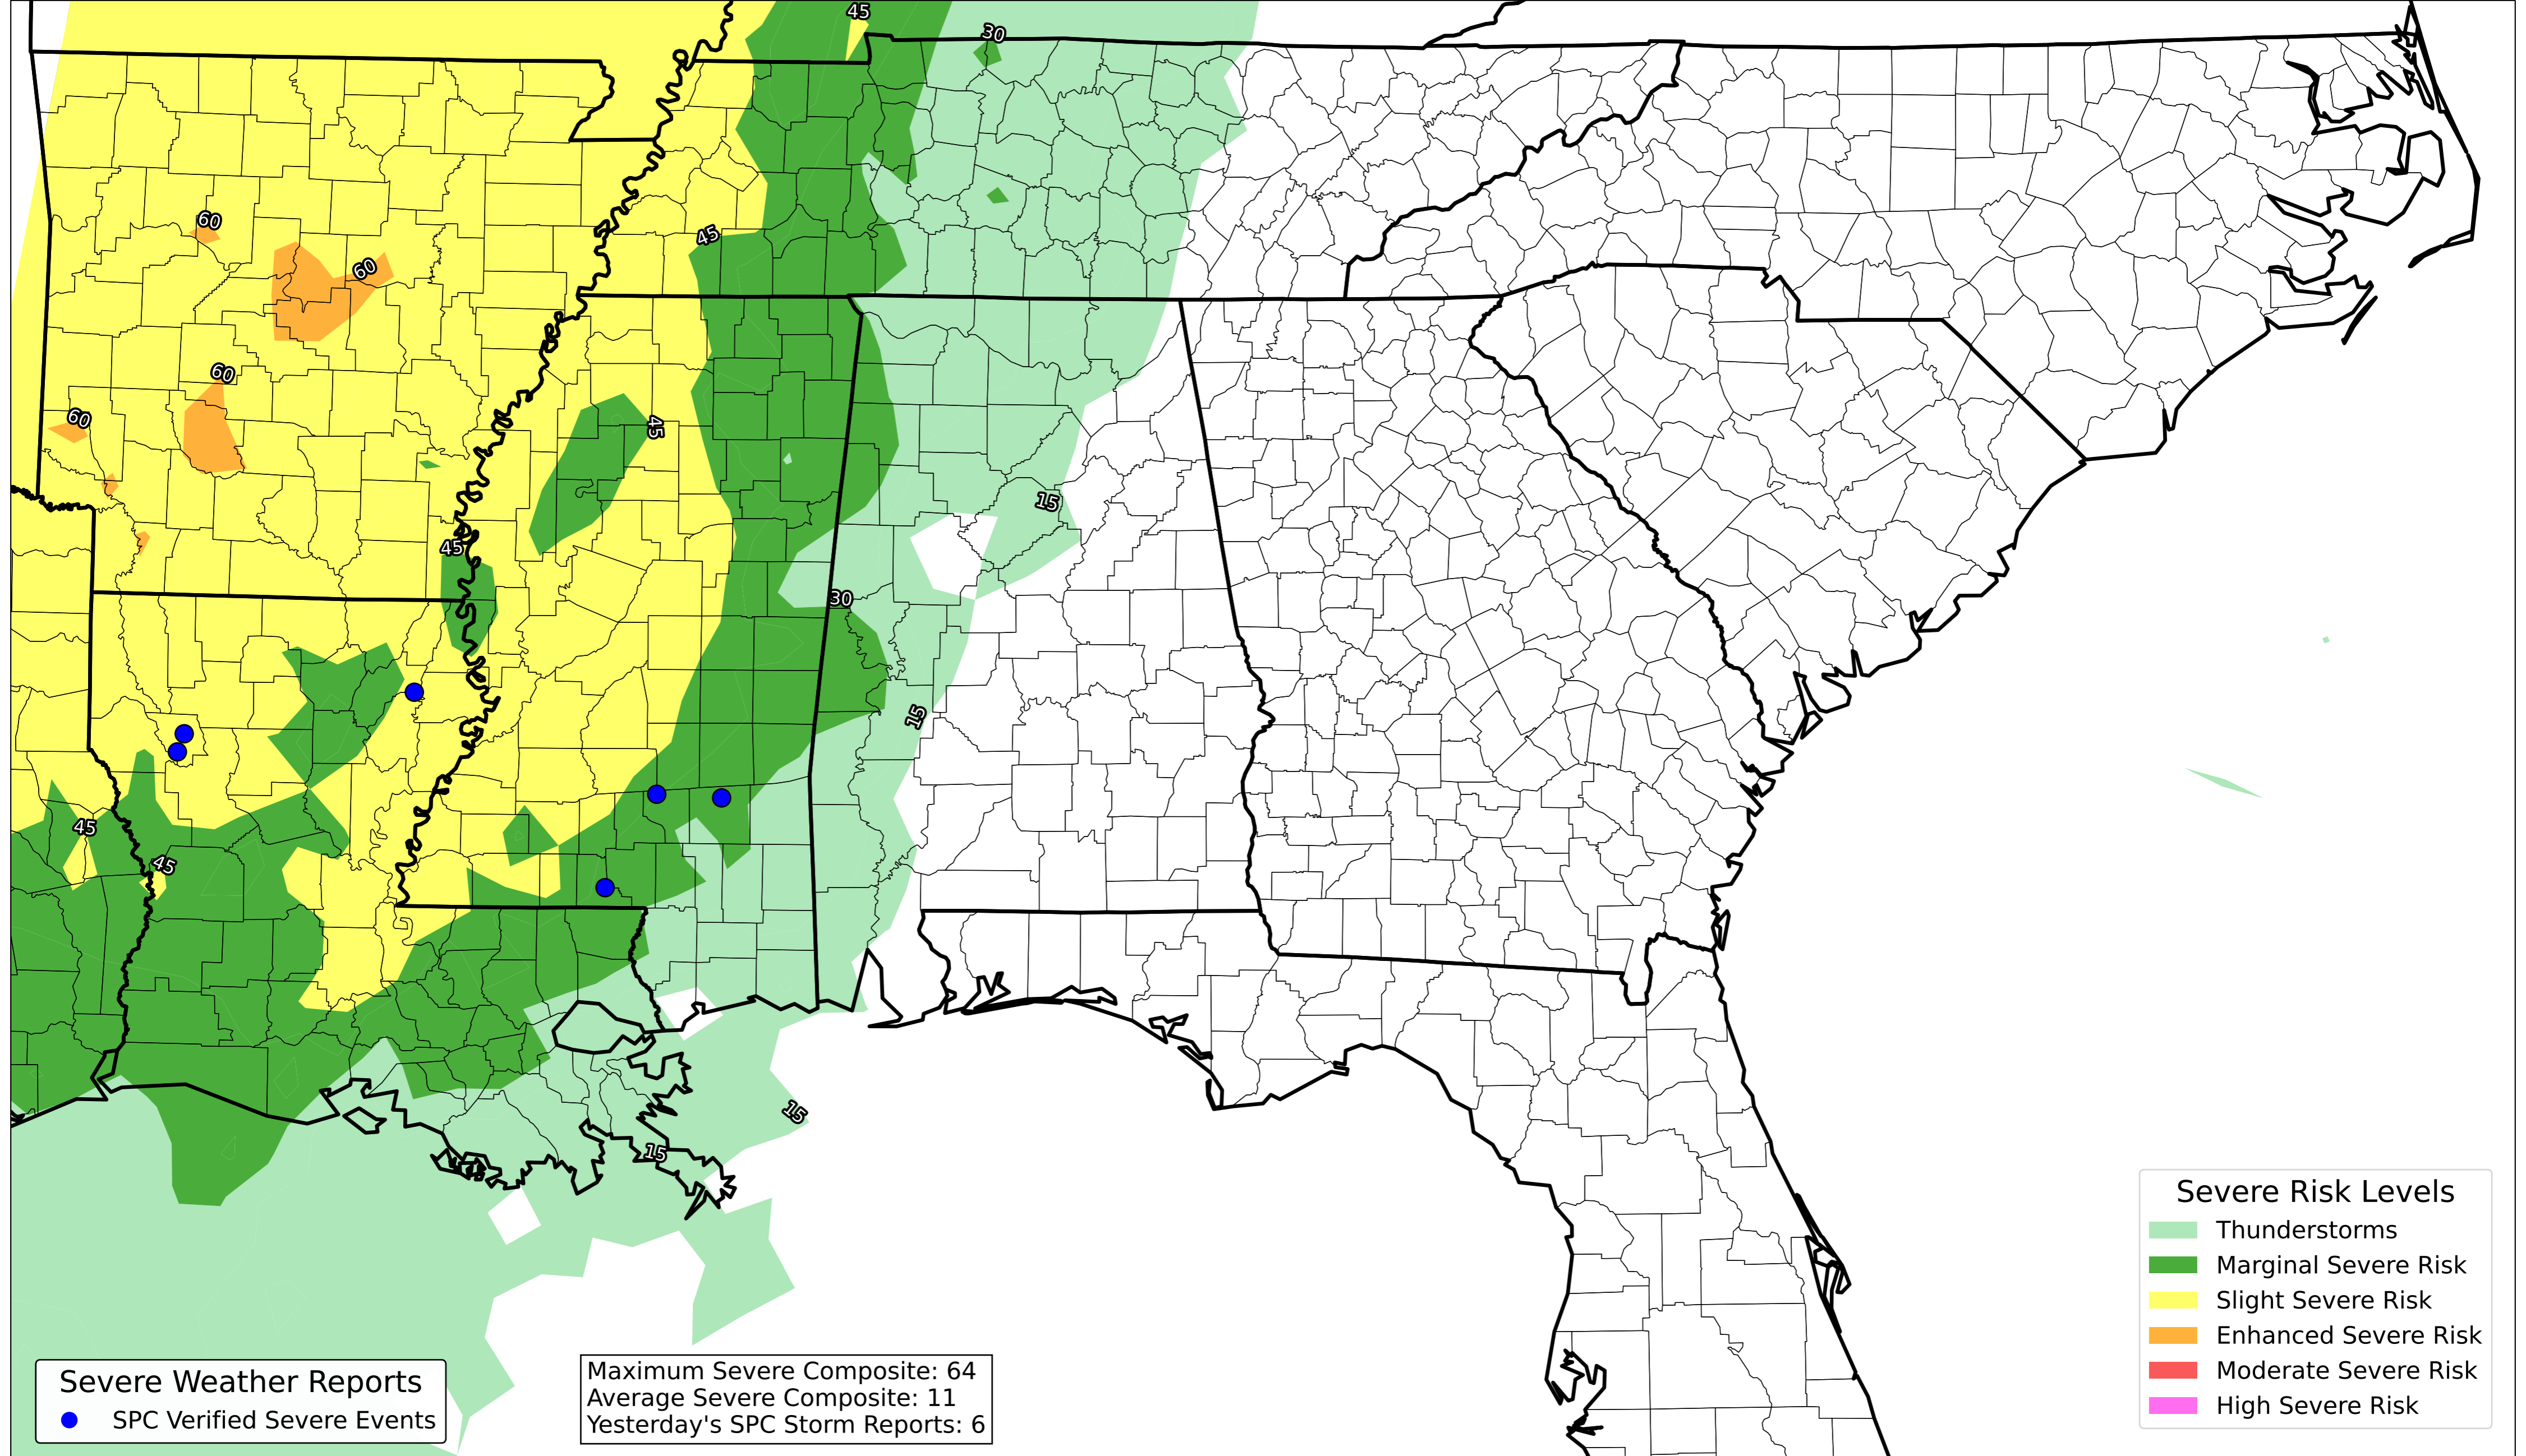 45
30
60
45
60
60
60
45
15
45
30
15
45
45
15
15
Severe Risk Levels
Thunderstorms
Marginal Severe Risk
Slight Severe Risk
Enhanced Severe Risk
Moderate Severe Risk
High Severe Risk
Severe Weather Reports
SPC Verified Severe Events
Maximum Severe Composite: 64
Average Severe Composite: 11
Yesterday's SPC Storm Reports: 6